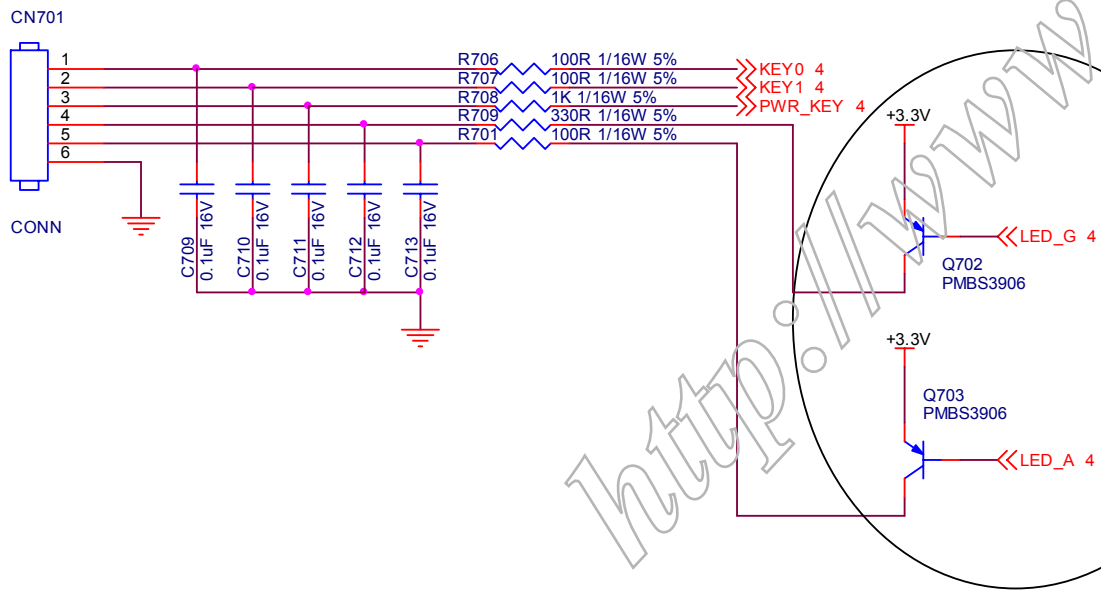 CN701
1
2
3
4
5
6
CONN
R706 100R 1/16W 5%
R707 100R 1/16W 5%
R708 1K 1/16W 5%
R709 330R 1/16W 5%
R701 100R 1/16W 5%
KEY0 4
KEY1 4
PWR_KEY 4
C709 0.1uF 16V
C710 0.1uF 16V
C711 0.1uF 16V
C712 0.1uF 16V
C713 0.1uF 16V
+3.3V
LED_G 4
Q702
PMBS3906
+3.3V
Q703
PMBS3906
LED_A 4
http://www